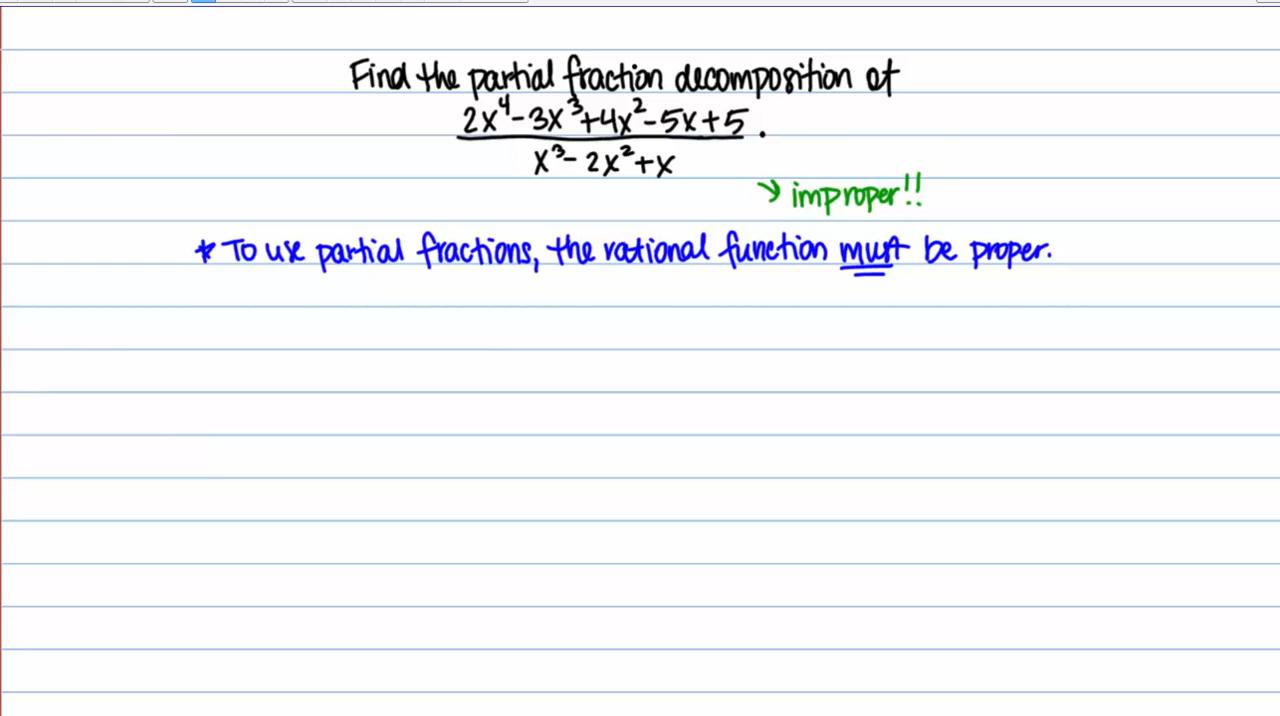 Find the partial fraction decomposition of
2x⁴-3x³+4x²-5x+5 .
x³-2x²+x
→ improper!!
* To use partial fractions, the rational function must be proper.